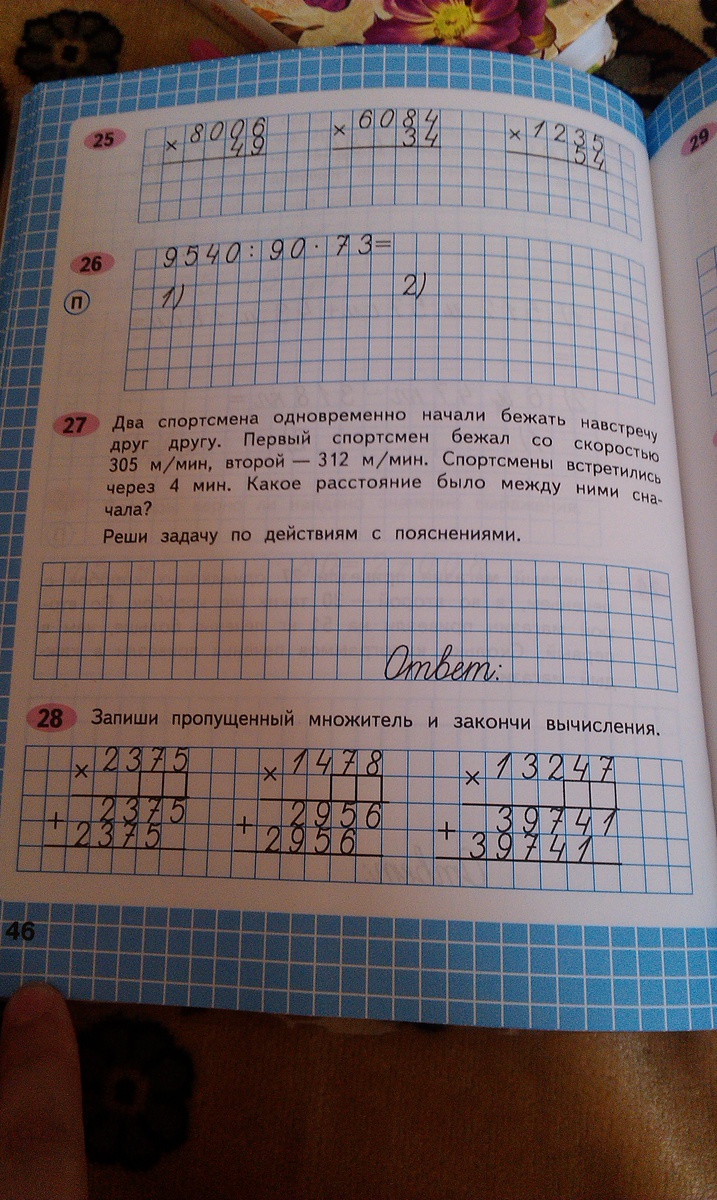 25
× 8006
49
× 6084
34
× 1235
54
29
26
9540 : 90 · 73=
П
1) 2)
27 Два спортсмена одновременно начали бежать навстречу
друг другу. Первый спортсмен бежал со скоростью
305 м/мин, второй — 312 м/мин. Спортсмены встретились
через 4 мин. Какое расстояние было между ними сна-
чала?
Реши задачу по действиям с пояснениями.
Ответ:
28 Запиши пропущенный множитель и закончи вычисления.
× 2375
+ 2375
2375
× 1478
+ 2956
2956
× 13247
+ 39741
39741
46